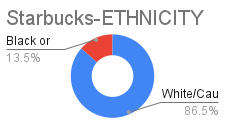 Starbucks-ETHNICITY
Black or
13.5%
White/Cau
86.5%